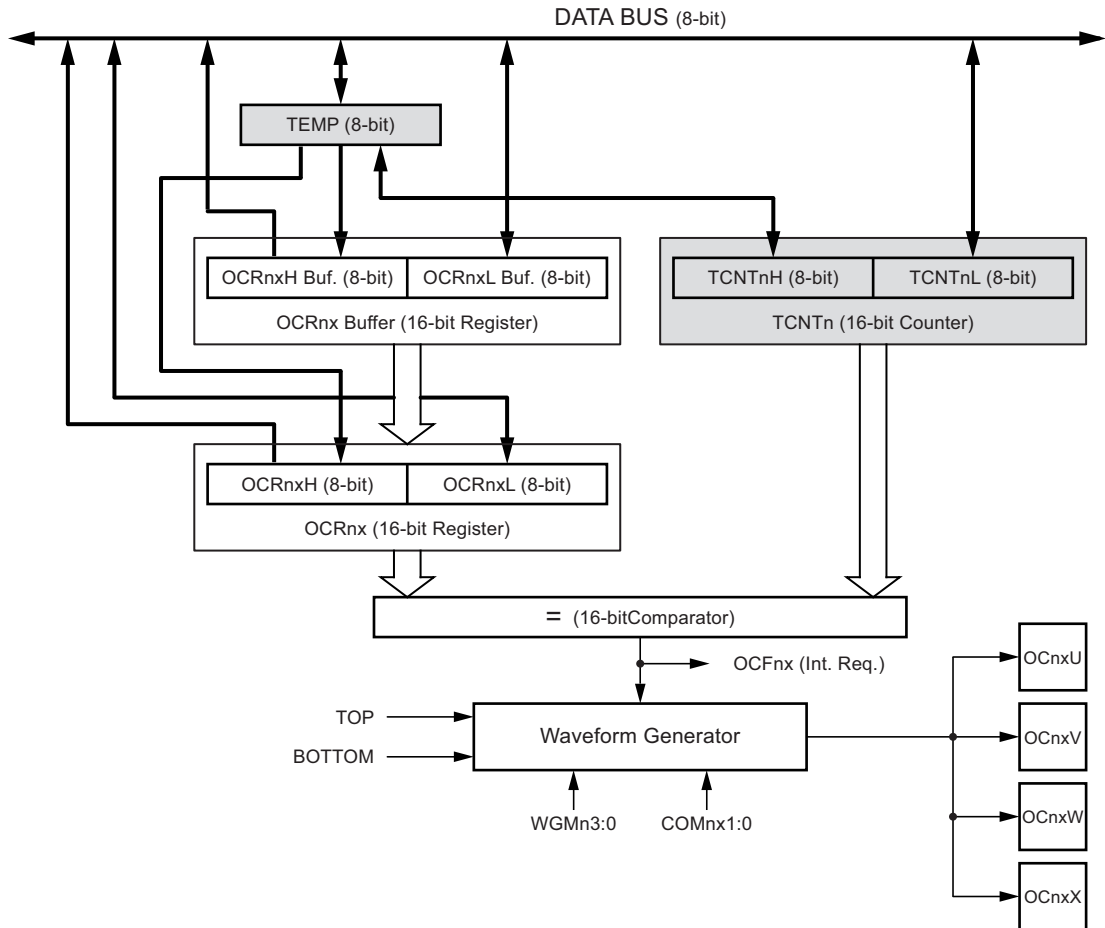 DATA BUS (8-bit)
TEMP (8-bit)
OCRnxH Buf. (8-bit)
OCRnxL Buf. (8-bit)
TCNTnH (8-bit)
TCNTnL (8-bit)
OCRnx Buffer (16-bit Register)
TCNTn (16-bit Counter)
OCRnxH (8-bit)
OCRnxL (8-bit)
OCRnx (16-bit Register)
= (16-bitComparator)
OCFnx (Int. Req.)
OCnxU
TOP
Waveform Generator
OCnxV
BOTTOM
WGMn3:0
COMnx1:0
OCnxW
OCnxX